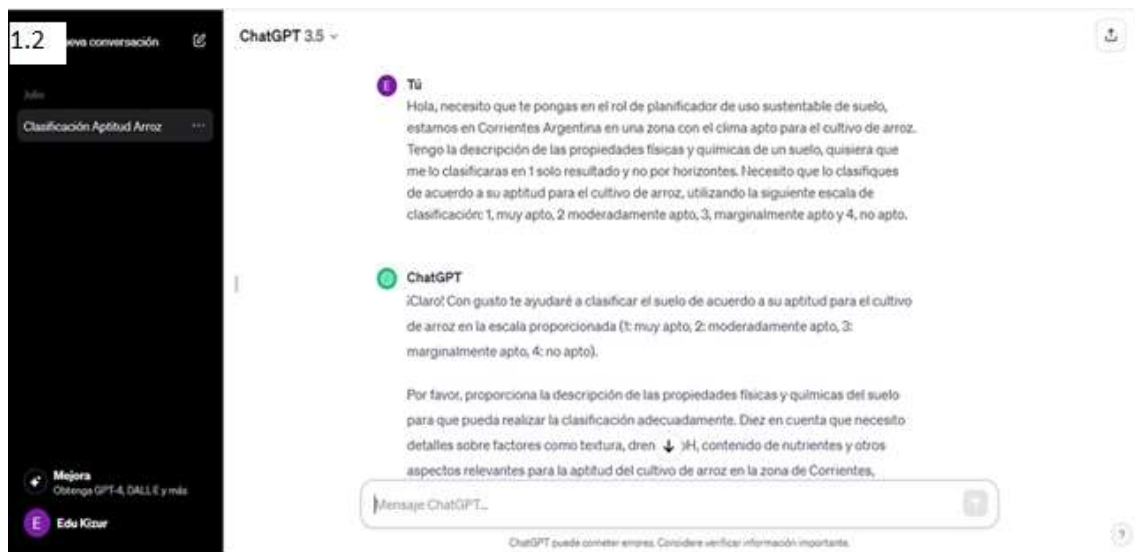 1.2
eva conversación
ChatGPT 3.5
Julio
Clasificación Aptitud Arroz
Tú
Hola, necesito que te pongas en el rol de planificador de uso sustentable de suelo,
estamos en Corrientes Argentina en una zona con el clima apto para el cultivo de arroz.
Tengo la descripción de las propiedades físicas y químicas de un suelo, quisiera que
me lo clasificaras en 1 solo resultado y no por horizontes. Necesito que lo clasifiques
de acuerdo a su aptitud para el cultivo de arroz, utilizando la siguiente escala de
clasificación: 1, muy apto, 2 moderadamente apto, 3, marginalmente apto y 4, no apto.
ChatGPT
¡Claro! Con gusto te ayudaré a clasificar el suelo de acuerdo a su aptitud para el cultivo
de arroz en la escala proporcionada (1: muy apto, 2: moderadamente apto, 3:
marginalmente apto, 4: no apto).
Por favor, proporciona la descripción de las propiedades físicas y químicas del suelo
para que pueda realizar la clasificación adecuadamente. Diez en cuenta que necesito
detalles sobre factores como textura, dren H, contenido de nutrientes y otros
aspectos relevantes para la aptitud del cultivo de arroz en la zona de Corrientes,
Mejora
Obtenga GPT-4, DALL·E y más
E Edu Kizur
Mensaje ChatGPT...
ChatGPT puede cometer errores. Considere verificar información importante.
?